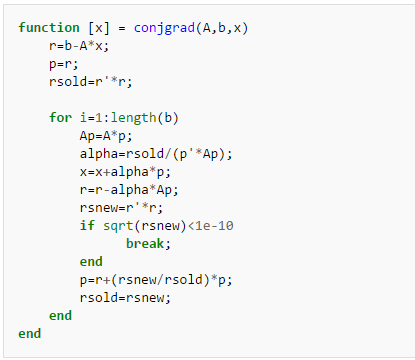 function [x] = conjgrad(A,b,x)
    r=b-A*x;
    p=r;
    rsold=r'*r;

    for i=1:length(b)
        Ap=A*p;
        alpha=rsold/(p'*Ap);
        x=x+alpha*p;
        r=r-alpha*Ap;
        rsnew=r'*r;
        if sqrt(rsnew)<1e-10
              break;
        end
        p=r+(rsnew/rsold)*p;
        rsold=rsnew;
    end
end